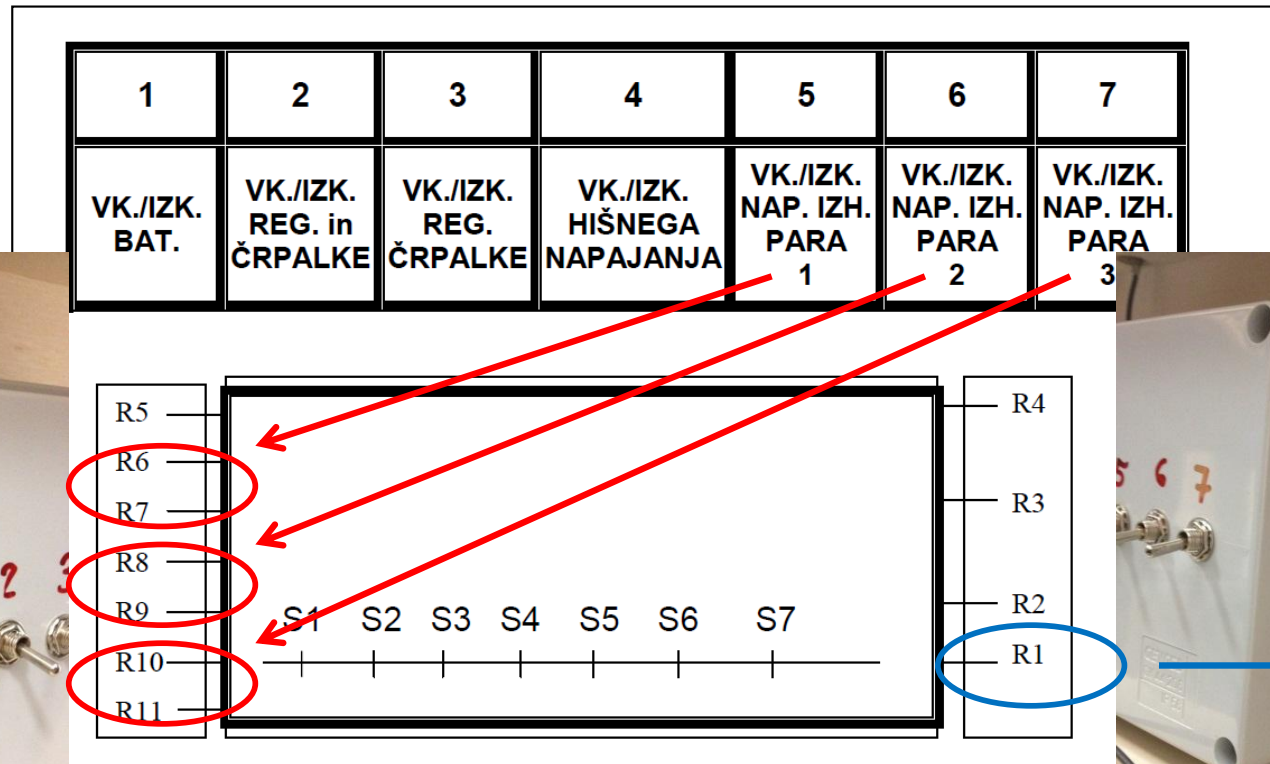 1 2 3 4 5 6 7
VK./IZK.
BAT.
VK./IZK.
REG. in
ČRPALKE
VK./IZK.
REG.
ČRPALKE
VK./IZK.
HIŠNEGA
NAPAJANJA
VK./IZK.
NAP. IZH.
PARA
1
VK./IZK.
NAP. IZH.
PARA
2
VK./IZK.
NAP. IZH.
PARA
3
R5
R6
R7
R8
R9
R10
R11
S1 S2 S3 S4 S5 S6 S7
R4
R3
R2
R1
2 3
5 6 7